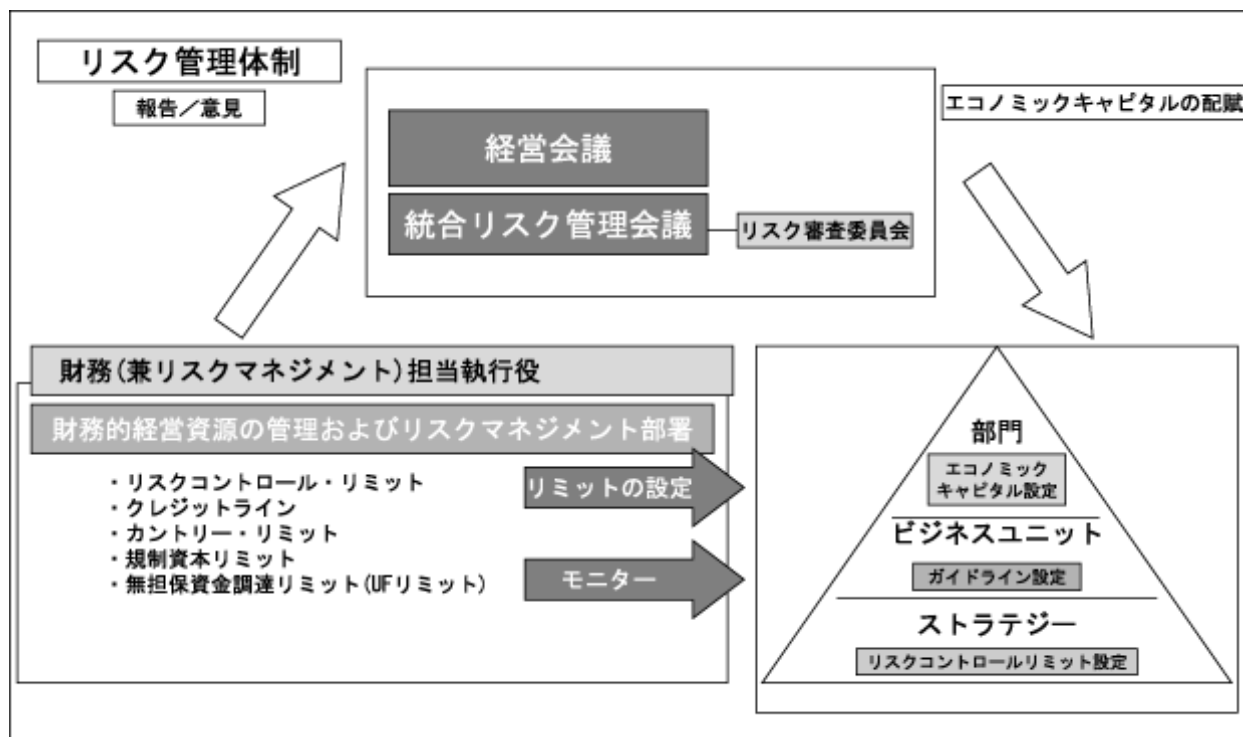 リスク管理体制
報告／意見
経営会議
統合リスク管理会議
リスク審査委員会
エコノミックキャピタルの配賦
財務(兼リスクマネジメント)担当執行役
財務的経営資源の管理およびリスクマネジメント部署
・リスクコントロール・リミット
・クレジットライン
・カントリー・リミット
・規制資本リミット
・無担保資金調達リミット(UFリミット)
リミットの設定
モニター
部門
エコノミック
キャピタル設定
ビジネスユニット
ガイドライン設定
ストラテジー
リスクコントロールリミット設定